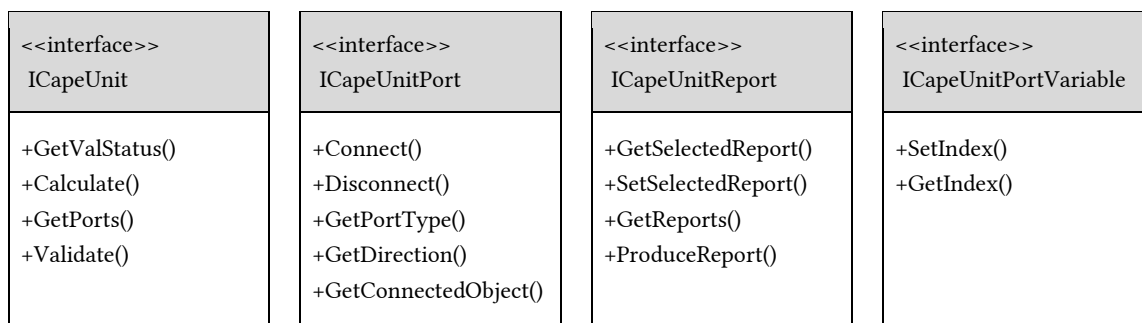 <<interface>>
ICapeUnit
+GetValStatus()
+Calculate()
+GetPorts()
+Validate()
<<interface>>
ICapeUnitPort
+Connect()
+Disconnect()
+GetPortType()
+GetDirection()
+GetConnectedObject()
<<interface>>
ICapeUnitReport
+GetSelectedReport()
+SetSelectedReport()
+GetReports()
+ProduceReport()
<<interface>>
ICapeUnitPortVariable
+SetIndex()
+GetIndex()